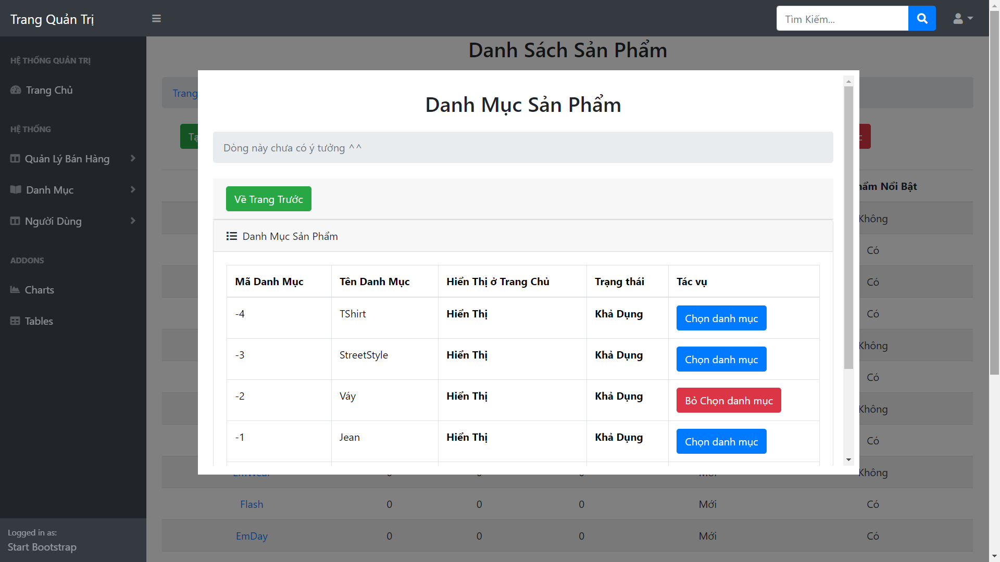 Trang Quản Trị
Tìm Kiếm...
HỆ THỐNG QUẢN TRỊ
Trang Chủ
HỆ THỐNG
Quản Lý Bán Hàng
Danh Mục
Người Dùng
ADDONS
Charts
Tables
Logged in as:
Start Bootstrap
Danh Sách Sản Phẩm
Trang
Danh Mục Sản Phẩm
Dòng này chưa có ý tưởng ^^
Về Trang Trước
Danh Mục Sản Phẩm
Mã Danh Mục Tên Danh Mục Hiển Thị ở Trang Chủ Trạng thái Tác vụ
-4 TShirt Hiển Thị Khả Dụng Chọn danh mục
-3 StreetStyle Hiển Thị Khả Dụng Chọn danh mục
-2 Váy Hiển Thị Khả Dụng Bỏ Chọn danh mục
-1 Jean Hiển Thị Khả Dụng Chọn danh mục
Nổi Bật
Không
Có
Có
Có
Không
Có
Không
Có
Không
Flash 0 0 0 Mới Có
EmDay 0 0 0 Mới Có